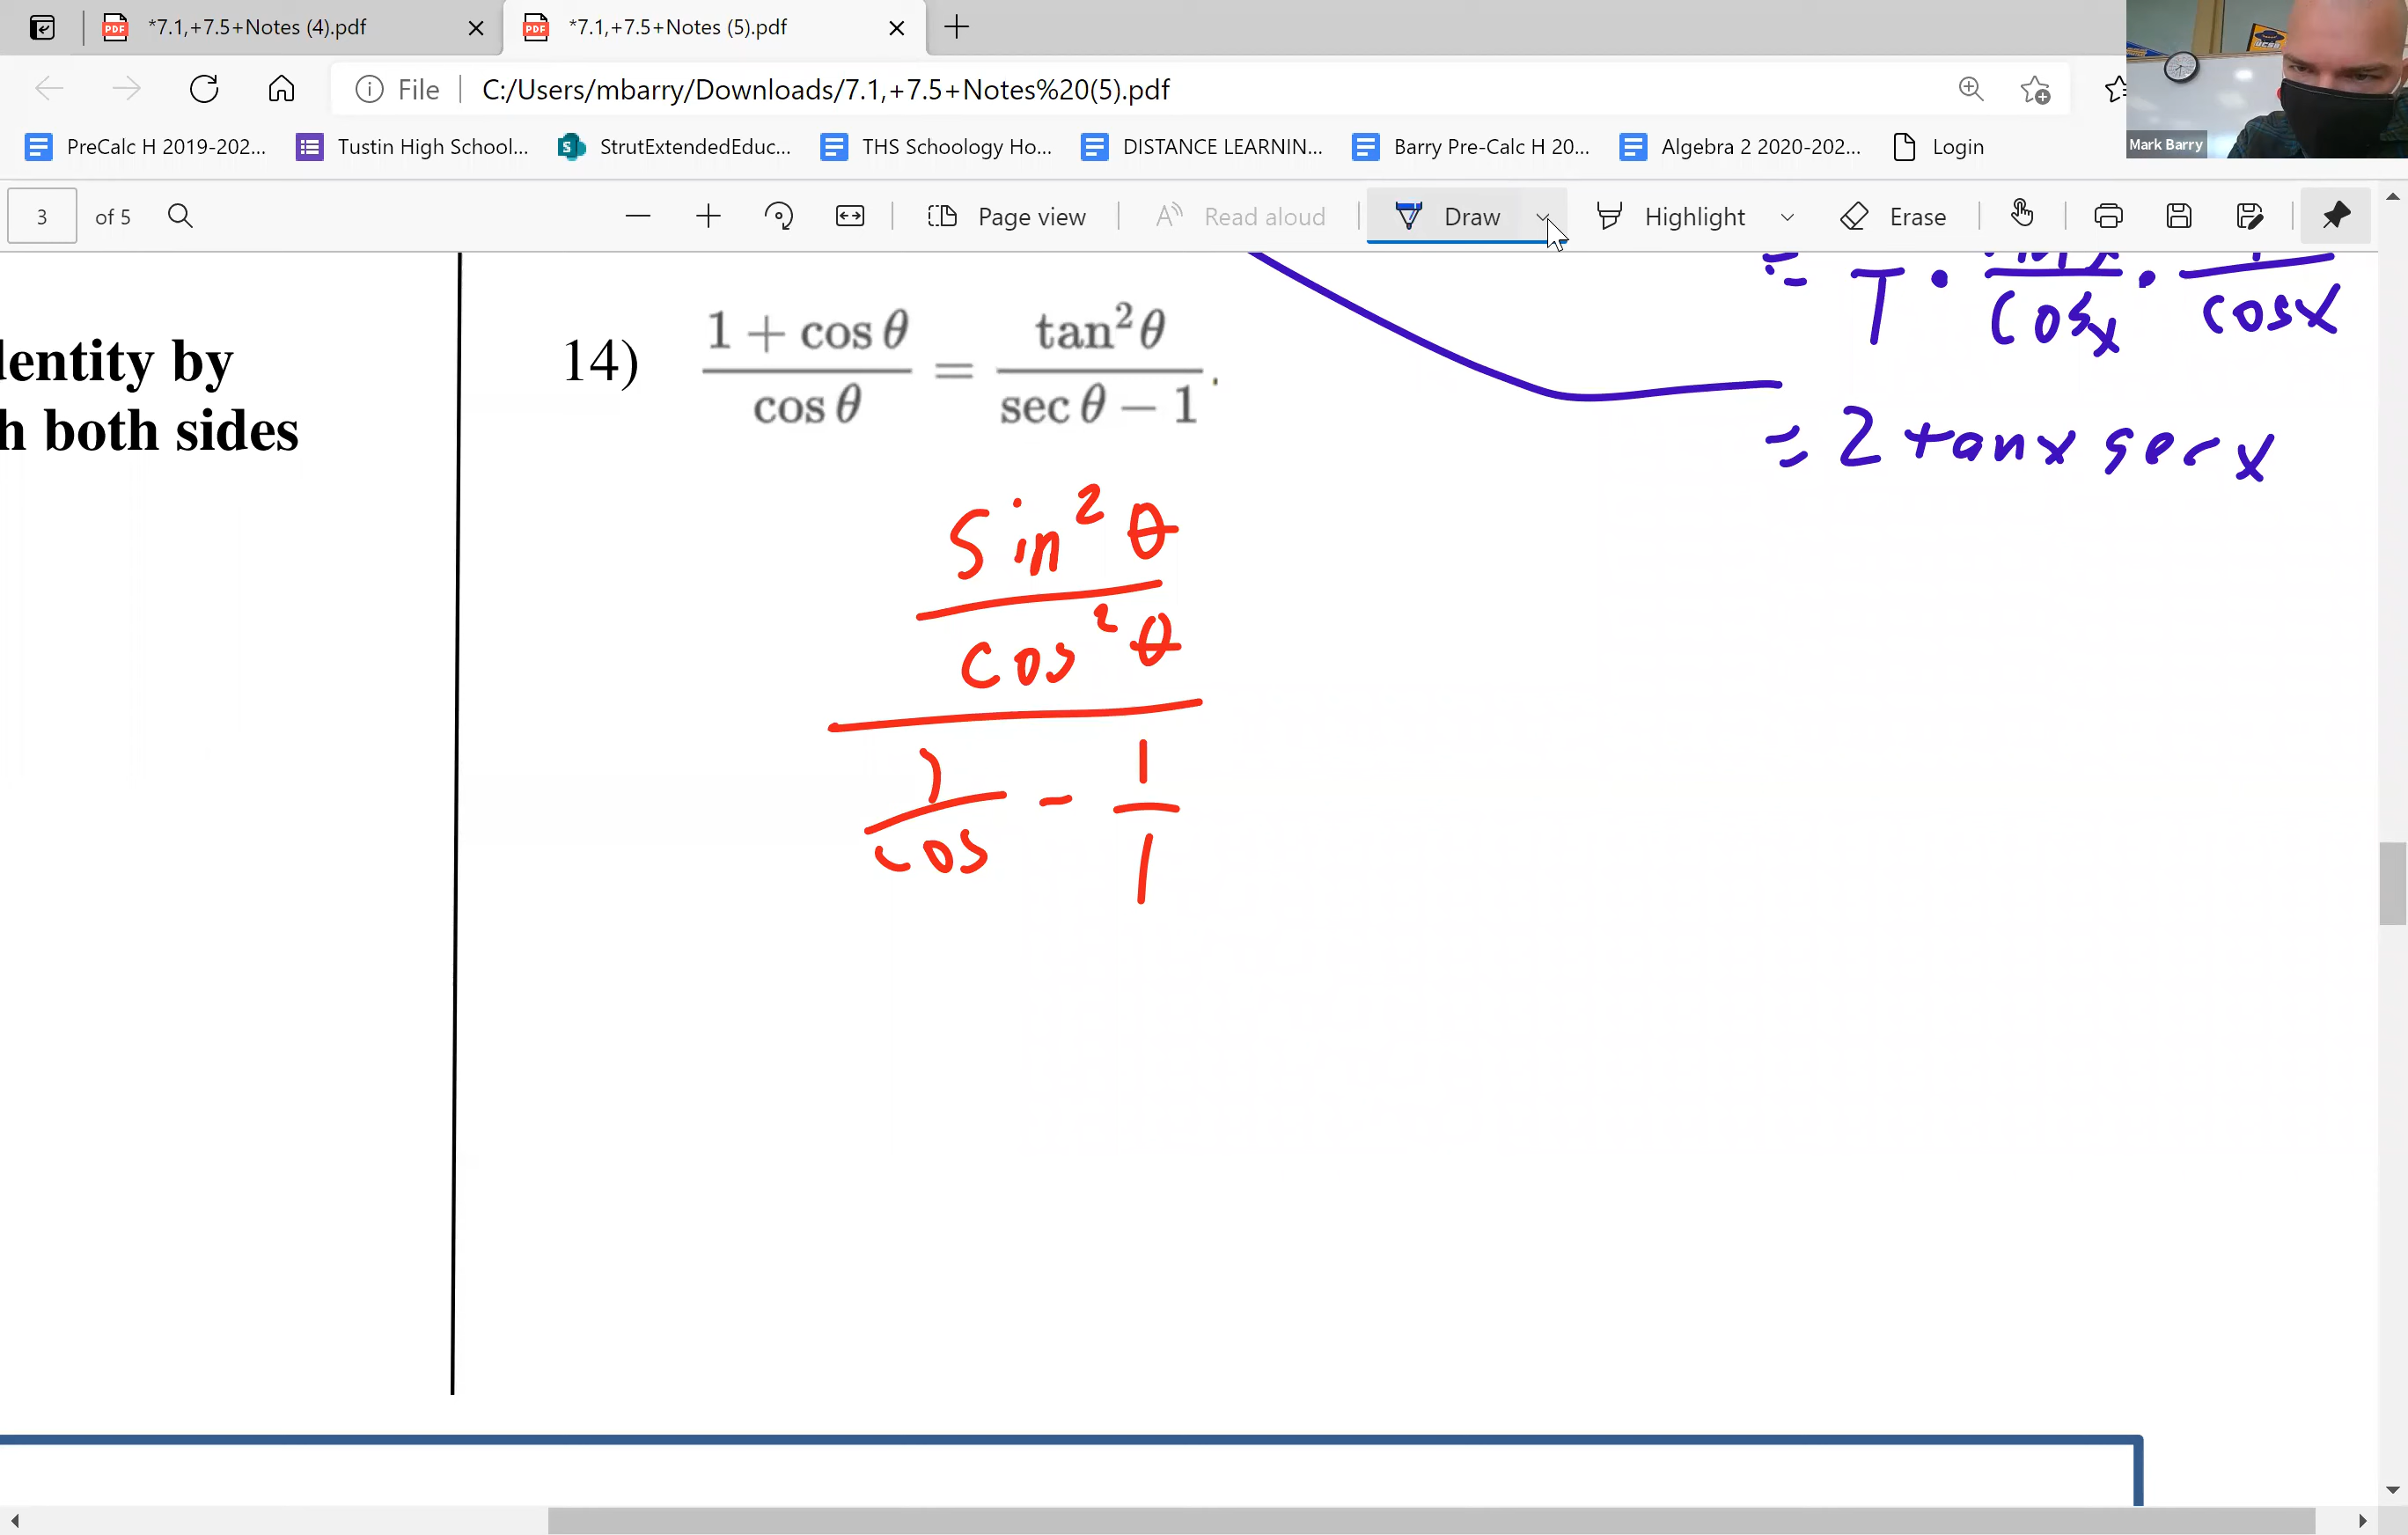 *7.1,+7.5+Notes (4).pdf
*7.1,+7.5+Notes (5).pdf
File C:/Users/mbarry/Downloads/7.1,+7.5+Notes%20(5).pdf
PreCalc H 2019-202... Tustin High School... StrutExtendedEduc... THS Schoology Ho... DISTANCE LEARNIN... Barry Pre-Calc H 20... Algebra 2 2020-202... Login
Mark Barry
UCSB
3 of 5 Page view Read aloud Draw Highlight Erase
lentity by
h both sides
14) (1 + cos θ)/(cos θ) = (tan²θ)/(sec θ − 1).
Sin² θ
cos² θ
1/cos - 1/1
cosx
cosx
= 2 tanx sec x